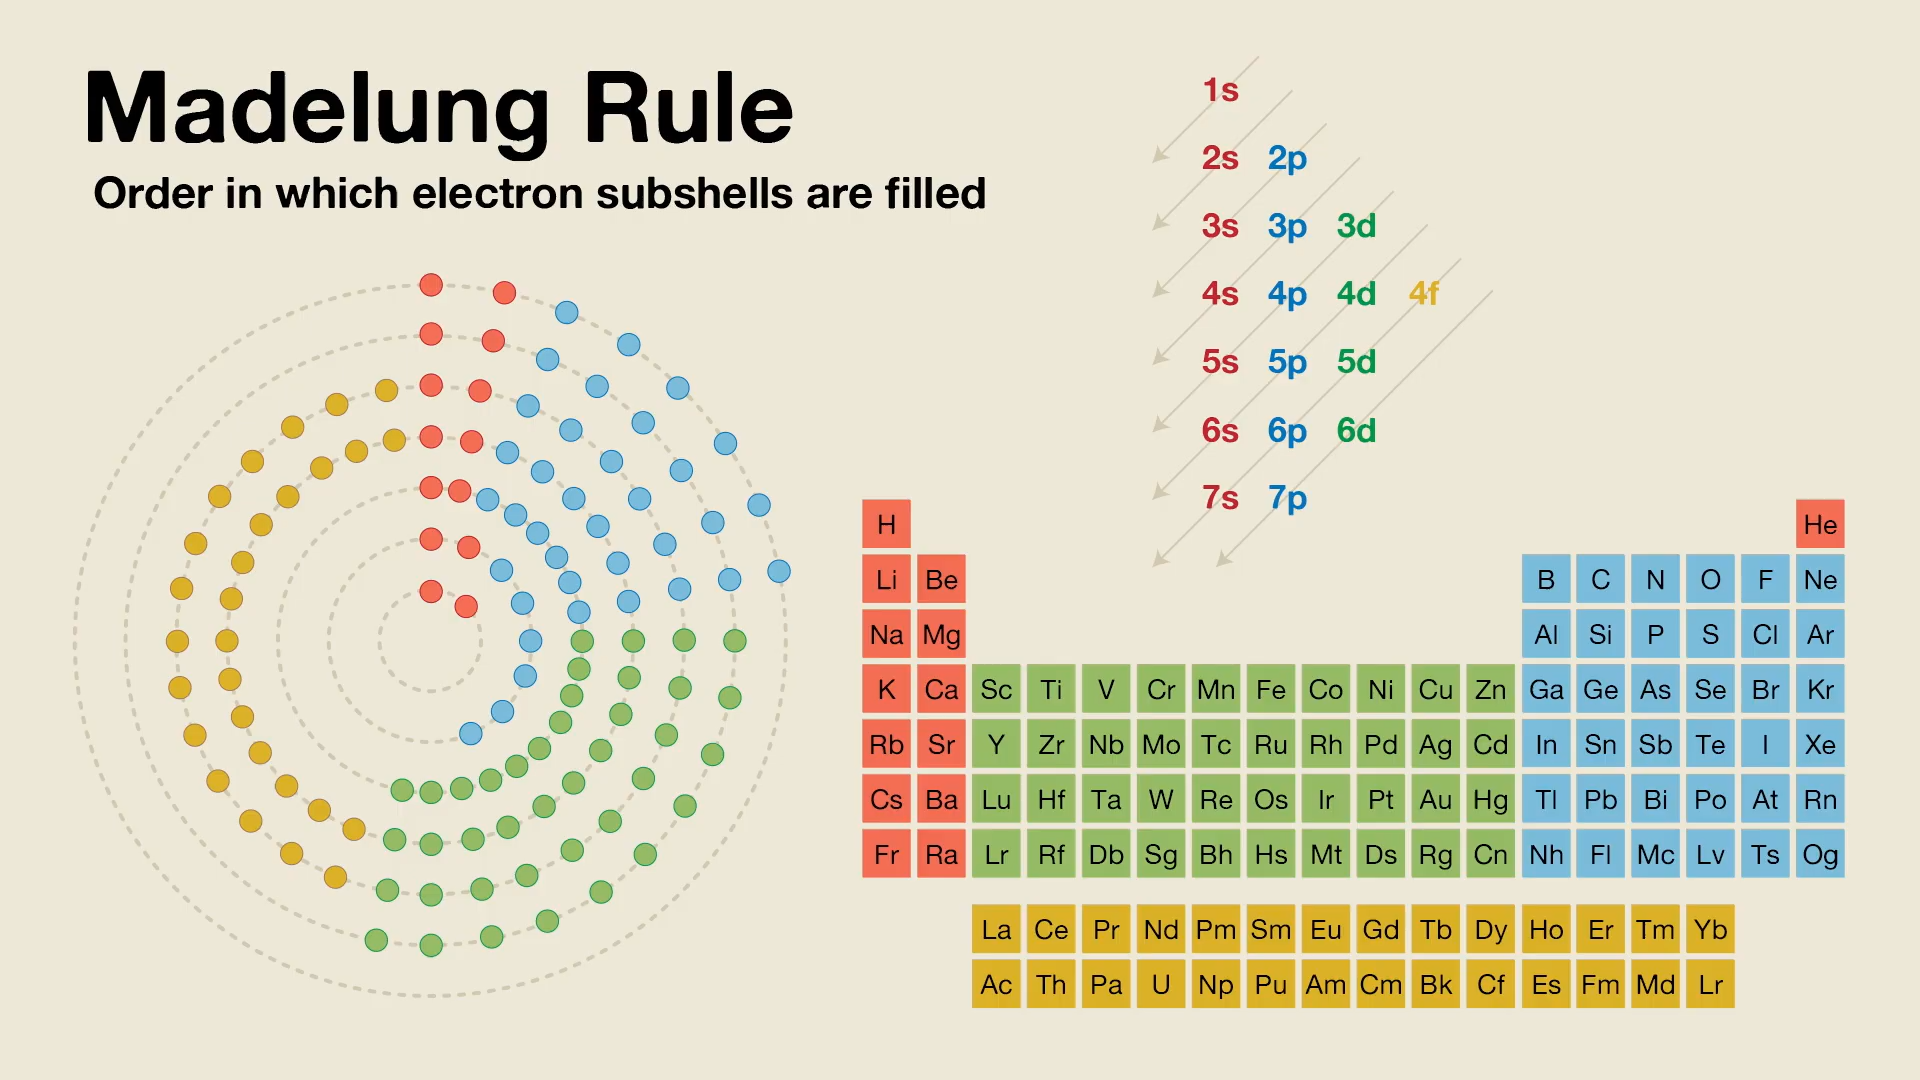 Madelung Rule
Order in which electron subshells are filled
1s
2s 2p
3s 3p 3d
4s 4p 4d 4f
5s 5p 5d
6s 6p 6d
7s 7p
H He
Li Be B C N O F Ne
Na Mg Al Si P S Cl Ar
K Ca Sc Ti V Cr Mn Fe Co Ni Cu Zn Ga Ge As Se Br Kr
Rb Sr Y Zr Nb Mo Tc Ru Rh Pd Ag Cd In Sn Sb Te I Xe
Cs Ba Lu Hf Ta W Re Os Ir Pt Au Hg Tl Pb Bi Po At Rn
Fr Ra Lr Rf Db Sg Bh Hs Mt Ds Rg Cn Nh Fl Mc Lv Ts Og
La Ce Pr Nd Pm Sm Eu Gd Tb Dy Ho Er Tm Yb
Ac Th Pa U Np Pu Am Cm Bk Cf Es Fm Md Lr